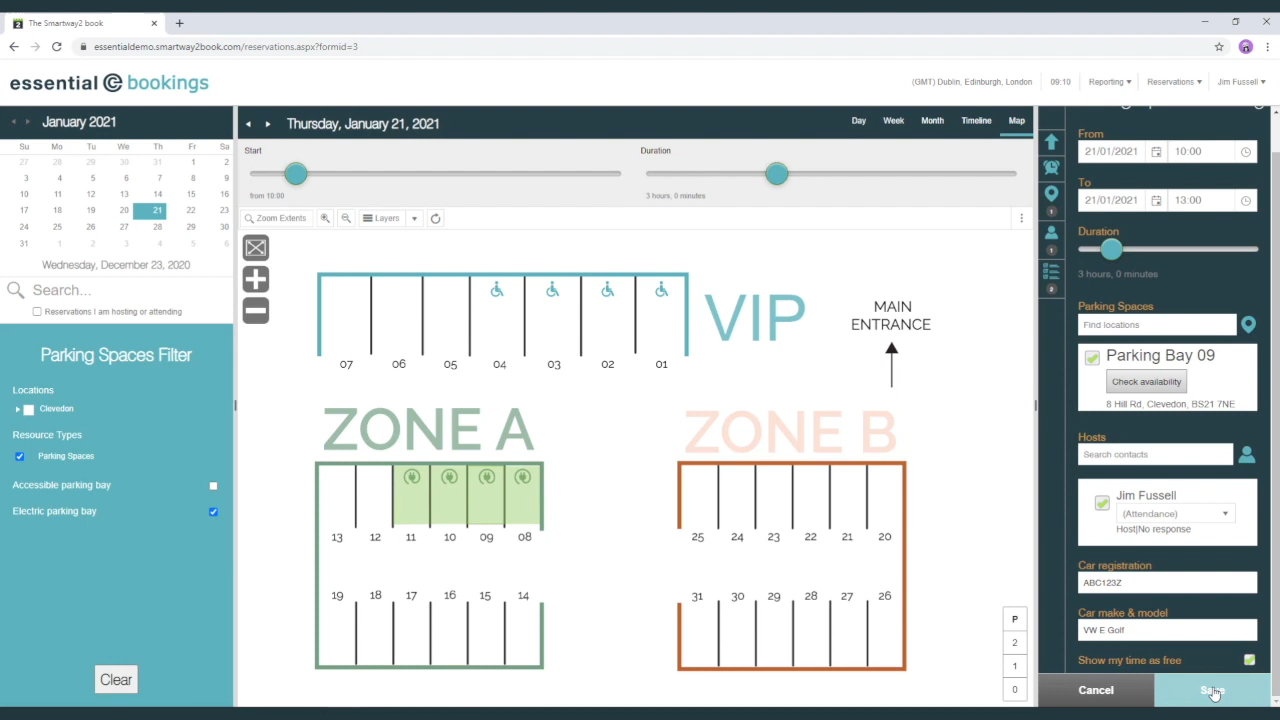 The Smartway2 book
essentialdemo.smartway2book.com/reservations.aspx?formid=3
essential bookings
(GMT) Dublin, Edinburgh, London
09:10
Reporting
Reservations
Jim Fussell
January 2021
Su Mo Tu We Th Fr Sa
27 28 29 30 31 1 2
3 4 5 6 7 8 9
10 11 12 13 14 15 16
17 18 19 20 21 22 23
24 25 26 27 28 29 30
31 1 2 3 4 5 6
Wednesday, December 23, 2020
Search...
Reservations I am hosting or attending
Parking Spaces Filter
Locations
Clevedon
Resource Types
Parking Spaces
Accessible parking bay
Electric parking bay
Clear
Thursday, January 21, 2021
Day Week Month Timeline Map
Start
from 10.00
Duration
3 hours, 0 minutes
Zoom Extents
Layers
VIP
MAIN
ENTRANCE
07 06 05 04 03 02 01
ZONE A
ZONE B
13 12 11 10 09 08
25 24 23 22 21 20
19 18 17 16 15 14
31 30 29 28 27 26
P
2
1
0
1
1
2
From
21/01/2021 10:00
To
21/01/2021 13:00
Duration
3 hours, 0 minutes
Parking Spaces
Find locations
Parking Bay 09
Check availability
8 Hill Rd, Clevedon, BS21 7NE
Hosts
Search contacts
Jim Fussell
(Attendance)
Host|No response
Car registration
ABC123Z
Car make & model
VW E Golf
Show my time as free
Cancel
Save